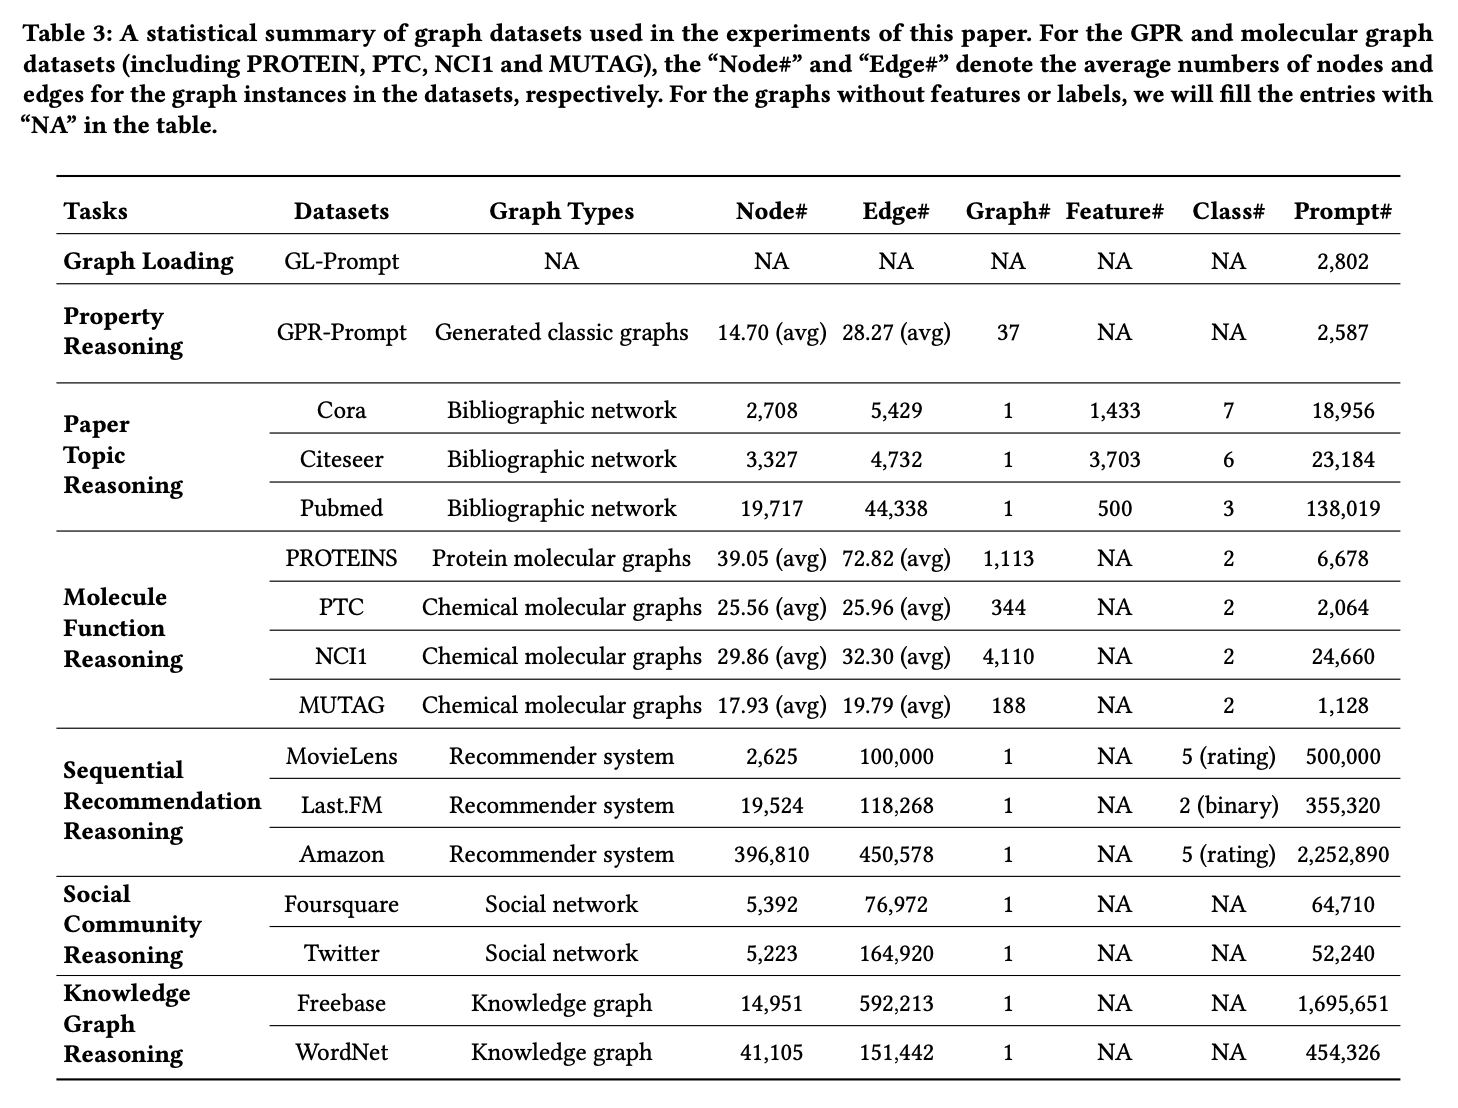 Table 3: A statistical summary of graph datasets used in the experiments of this paper. For the GPR and molecular graph
datasets (including PROTEIN, PTC, NCI1 and MUTAG), the “Node#” and “Edge#” denote the average numbers of nodes and
edges for the graph instances in the datasets, respectively. For the graphs without features or labels, we will fill the entries with
“NA” in the table.
Tasks Datasets Graph Types Node# Edge# Graph# Feature# Class# Prompt#
Graph Loading GL-Prompt NA NA NA NA NA NA 2,802
Property
Reasoning
GPR-Prompt Generated classic graphs 14.70 (avg) 28.27 (avg) 37 NA NA 2,587
Paper
Topic
Reasoning
Cora Bibliographic network 2,708 5,429 1 1,433 7 18,956
Citeseer Bibliographic network 3,327 4,732 1 3,703 6 23,184
Pubmed Bibliographic network 19,717 44,338 1 500 3 138,019
Molecule
Function
Reasoning
PROTEINS Protein molecular graphs 39.05 (avg) 72.82 (avg) 1,113 NA 2 6,678
PTC Chemical molecular graphs 25.56 (avg) 25.96 (avg) 344 NA 2 2,064
NCI1 Chemical molecular graphs 29.86 (avg) 32.30 (avg) 4,110 NA 2 24,660
MUTAG Chemical molecular graphs 17.93 (avg) 19.79 (avg) 188 NA 2 1,128
Sequential
Recommendation
Reasoning
MovieLens Recommender system 2,625 100,000 1 NA 5 (rating) 500,000
Last.FM Recommender system 19,524 118,268 1 NA 2 (binary) 355,320
Amazon Recommender system 396,810 450,578 1 NA 5 (rating) 2,252,890
Social
Community
Reasoning
Foursquare Social network 5,392 76,972 1 NA NA 64,710
Twitter Social network 5,223 164,920 1 NA NA 52,240
Knowledge
Graph
Reasoning
Freebase Knowledge graph 14,951 592,213 1 NA NA 1,695,651
WordNet Knowledge graph 41,105 151,442 1 NA NA 454,326